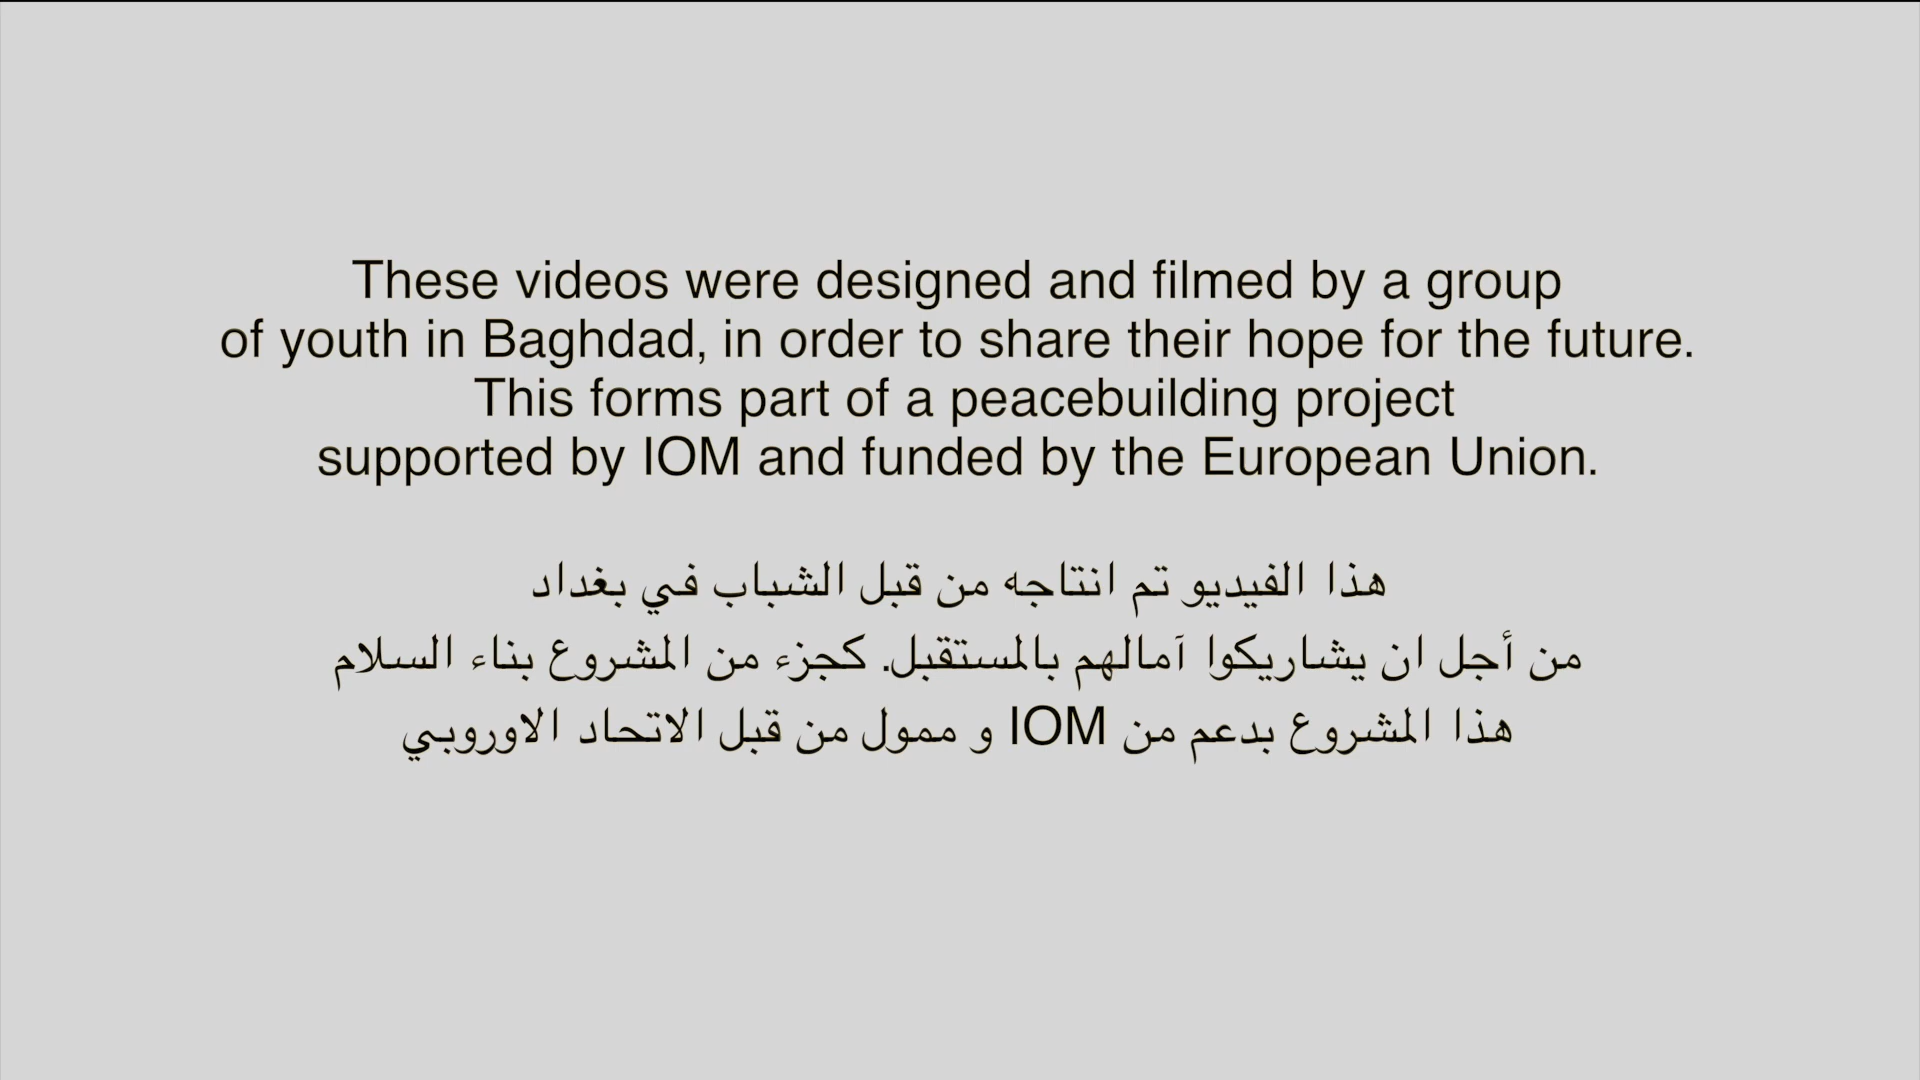 These videos were designed and filmed by a group
of youth in Baghdad, in order to share their hope for the future.
This forms part of a peacebuilding project
supported by IOM and funded by the European Union.
هذا الفيديو تم انتاجه من قبل الشباب في بغداد
من أجل ان يشاريكوا آمالهم بالمستقبل. كجزء من المشروع بناء السلام
هذا المشروع بدعم من IOM و ممول من قبل الاتحاد الاوروبي